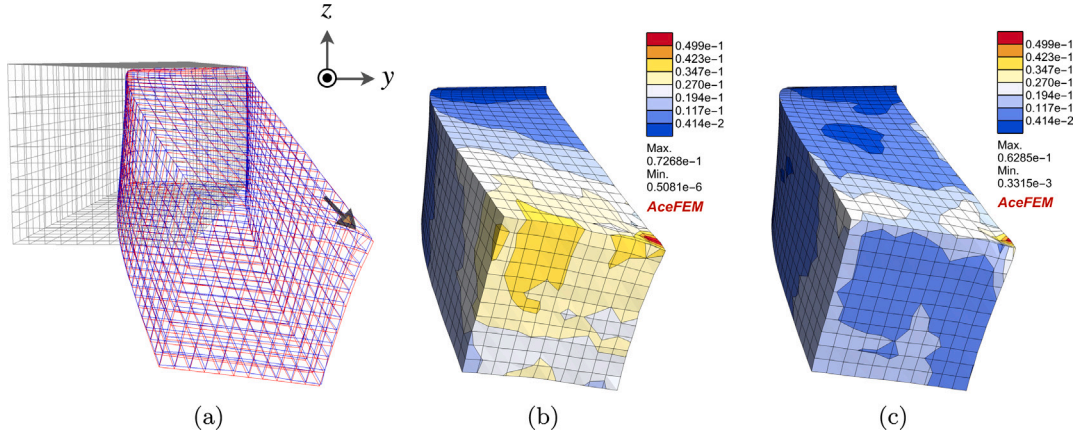 z
y
0.499e-1
0.423e-1
0.347e-1
0.270e-1
0.194e-1
0.117e-1
0.414e-2
Max.
0.7268e-1
Min.
0.5081e-6
AceFEM
0.499e-1
0.423e-1
0.347e-1
0.270e-1
0.194e-1
0.117e-1
0.414e-2
Max.
0.6285e-1
Min.
0.3315e-3
AceFEM
(a)
(b)
(c)